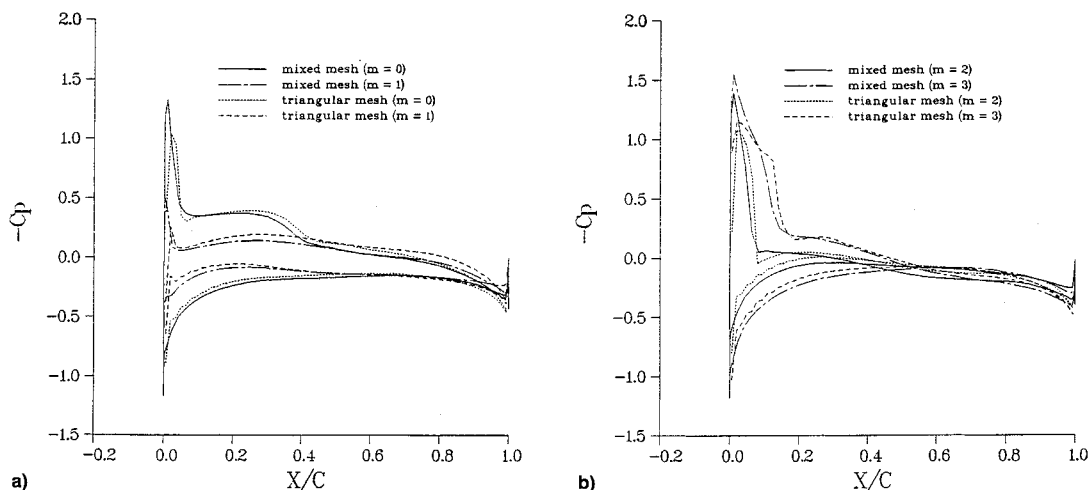 2.0
1.5
1.0
0.5
0.0
−0.5
−1.0
−1.5
−Cp
mixed mesh (m = 0)
mixed mesh (m = 1)
triangular mesh (m = 0)
triangular mesh (m = 1)
−0.2 0.0 0.2 0.4 0.6 0.8 1.0
X/C
a)
2.0
1.5
1.0
0.5
0.0
−0.5
−1.0
−1.5
−Cp
mixed mesh (m = 2)
mixed mesh (m = 3)
triangular mesh (m = 2)
triangular mesh (m = 3)
−0.2 0.0 0.2 0.4 0.6 0.8 1.0
X/C
b)